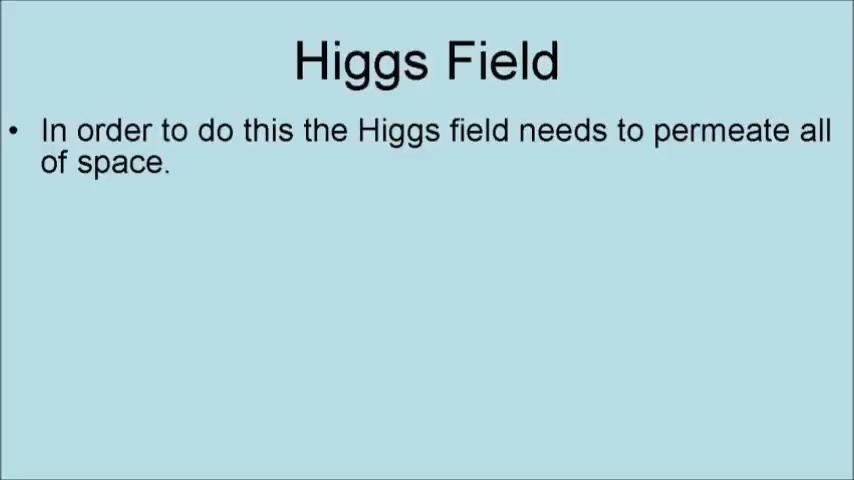 Higgs Field
• In order to do this the Higgs field needs to permeate all
of space.